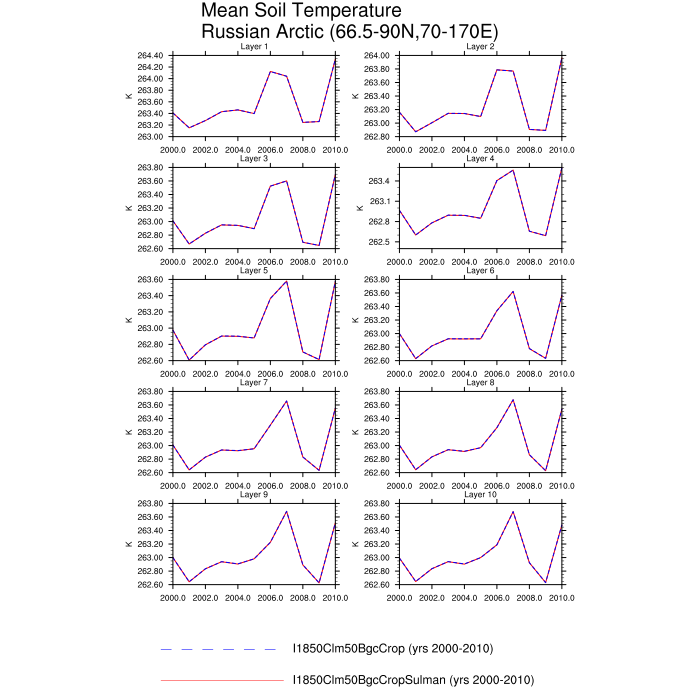 Mean Soil Temperature
Russian Arctic (66.5-90N,70-170E)
Layer 1
264.40
264.20
264.00
263.80
263.60
263.40
263.20
263.00
K
2000.0 2002.0 2004.0 2006.0 2008.0 2010.0
Layer 2
264.00
263.80
263.60
263.40
263.20
263.00
262.80
K
2000.0 2002.0 2004.0 2006.0 2008.0 2010.0
Layer 3
263.80
263.60
263.40
263.20
263.00
262.80
262.60
K
2000.0 2002.0 2004.0 2006.0 2008.0 2010.0
Layer 4
263.4
263.1
262.8
262.5
K
2000.0 2002.0 2004.0 2006.0 2008.0 2010.0
Layer 5
263.60
263.40
263.20
263.00
262.80
262.60
K
2000.0 2002.0 2004.0 2006.0 2008.0 2010.0
Layer 6
263.80
263.60
263.40
263.20
263.00
262.80
262.60
K
2000.0 2002.0 2004.0 2006.0 2008.0 2010.0
Layer 7
263.80
263.60
263.40
263.20
263.00
262.80
262.60
K
2000.0 2002.0 2004.0 2006.0 2008.0 2010.0
Layer 8
263.80
263.60
263.40
263.20
263.00
262.80
262.60
K
2000.0 2002.0 2004.0 2006.0 2008.0 2010.0
Layer 9
263.80
263.60
263.40
263.20
263.00
262.80
262.60
K
2000.0 2002.0 2004.0 2006.0 2008.0 2010.0
Layer 10
263.80
263.60
263.40
263.20
263.00
262.80
262.60
K
2000.0 2002.0 2004.0 2006.0 2008.0 2010.0
I1850Clm50BgcCrop (yrs 2000-2010)
I1850Clm50BgcCropSulman (yrs 2000-2010)